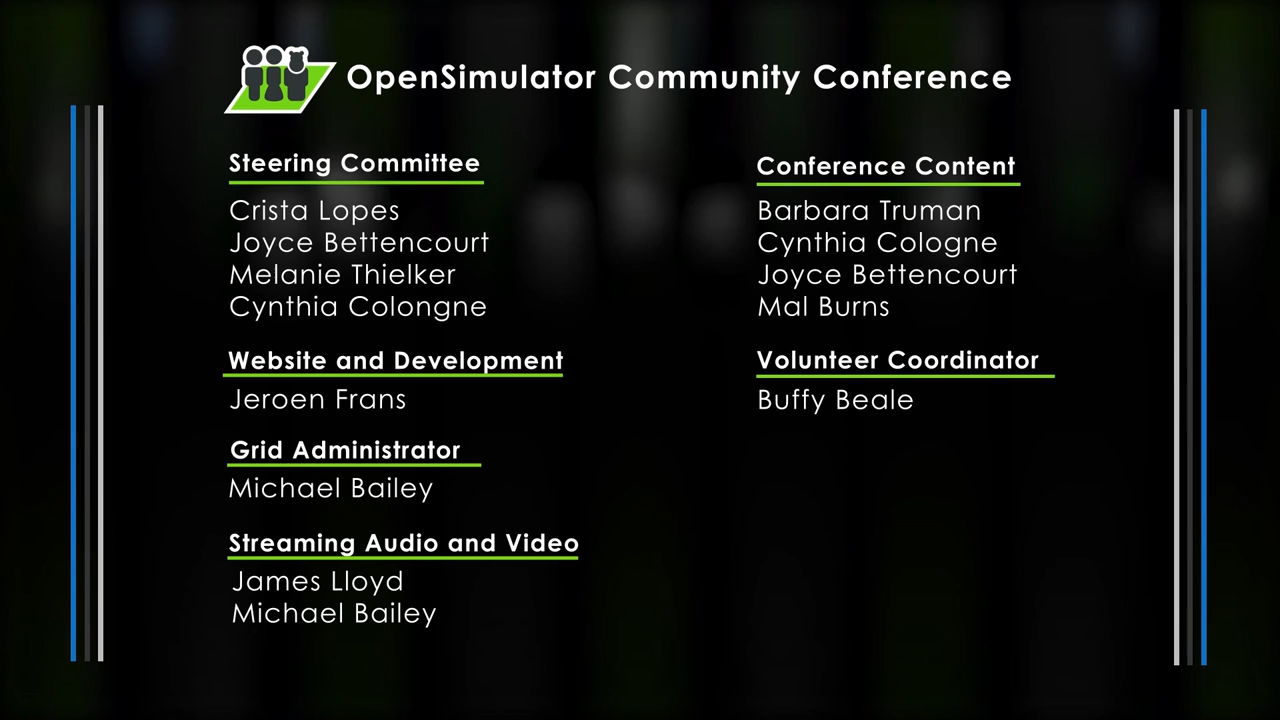 OpenSimulator Community Conference
Steering Committee
Crista Lopes
Joyce Bettencourt
Melanie Thielker
Cynthia Colongne
Website and Development
Jeroen Frans
Grid Administrator
Michael Bailey
Streaming Audio and Video
James Lloyd
Michael Bailey
Conference Content
Barbara Truman
Cynthia Cologne
Joyce Bettencourt
Mal Burns
Volunteer Coordinator
Buffy Beale